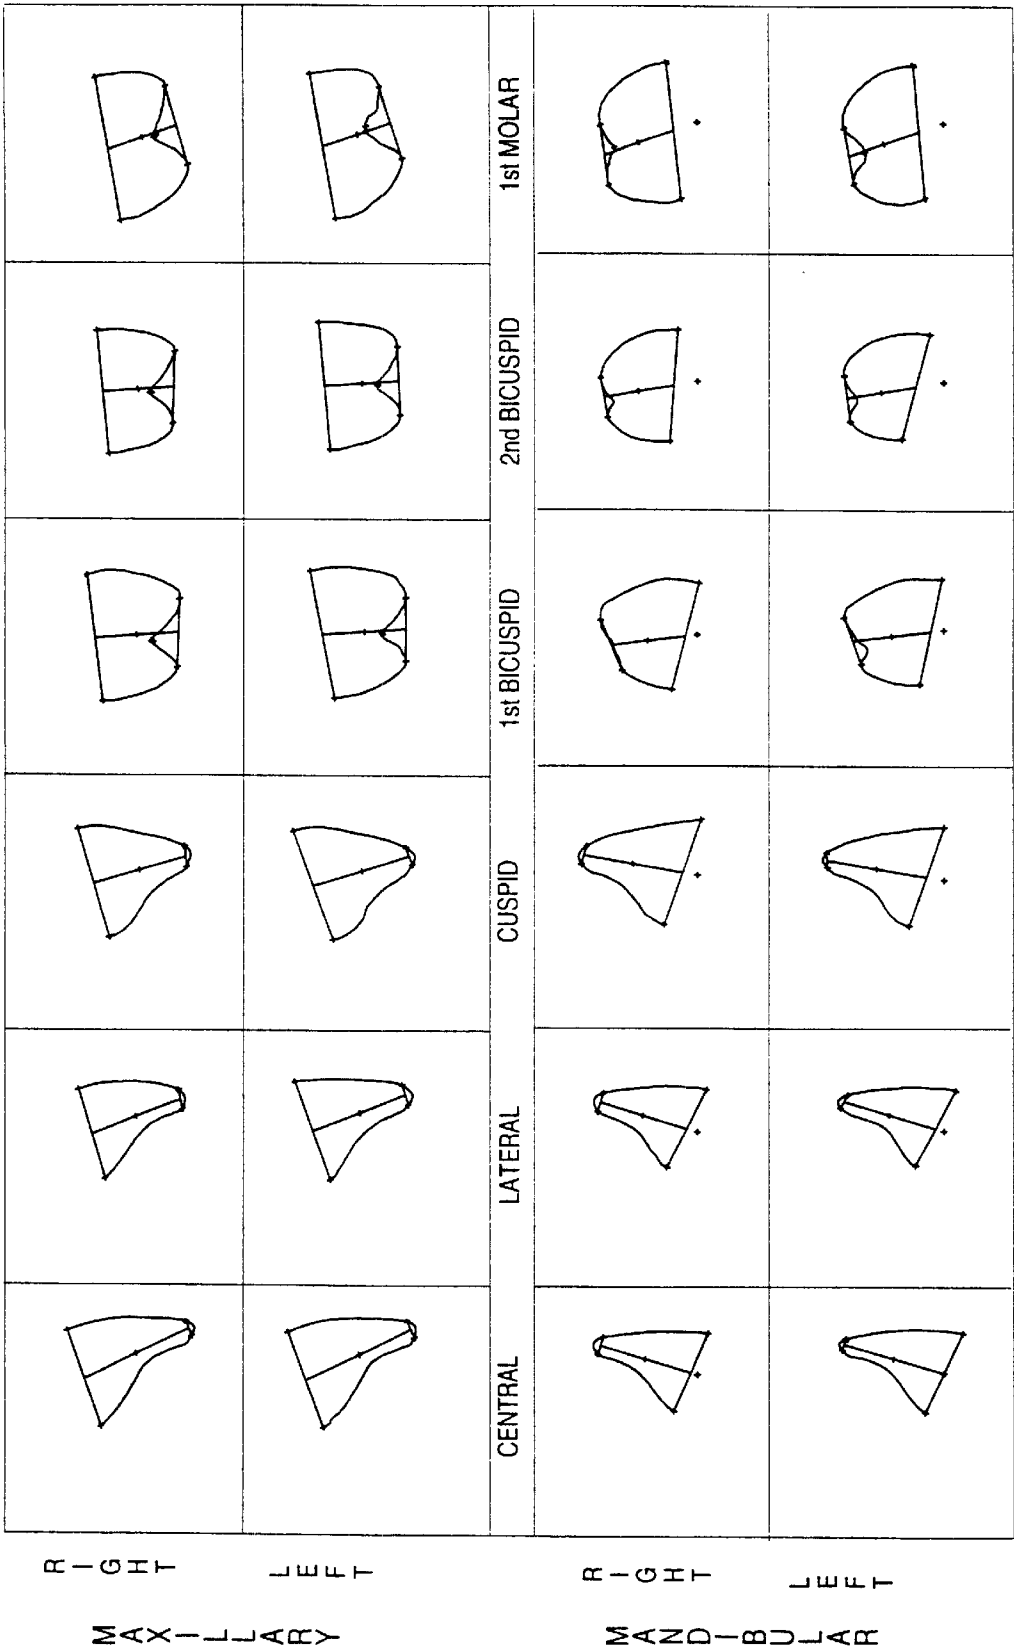 1st MOLAR
2nd BICUSPID
1st BICUSPID
CUSPID
LATERAL
CENTRAL
RIGHT
LEFT
MAXILLARY
RIGHT
LEFT
MANDIBULAR